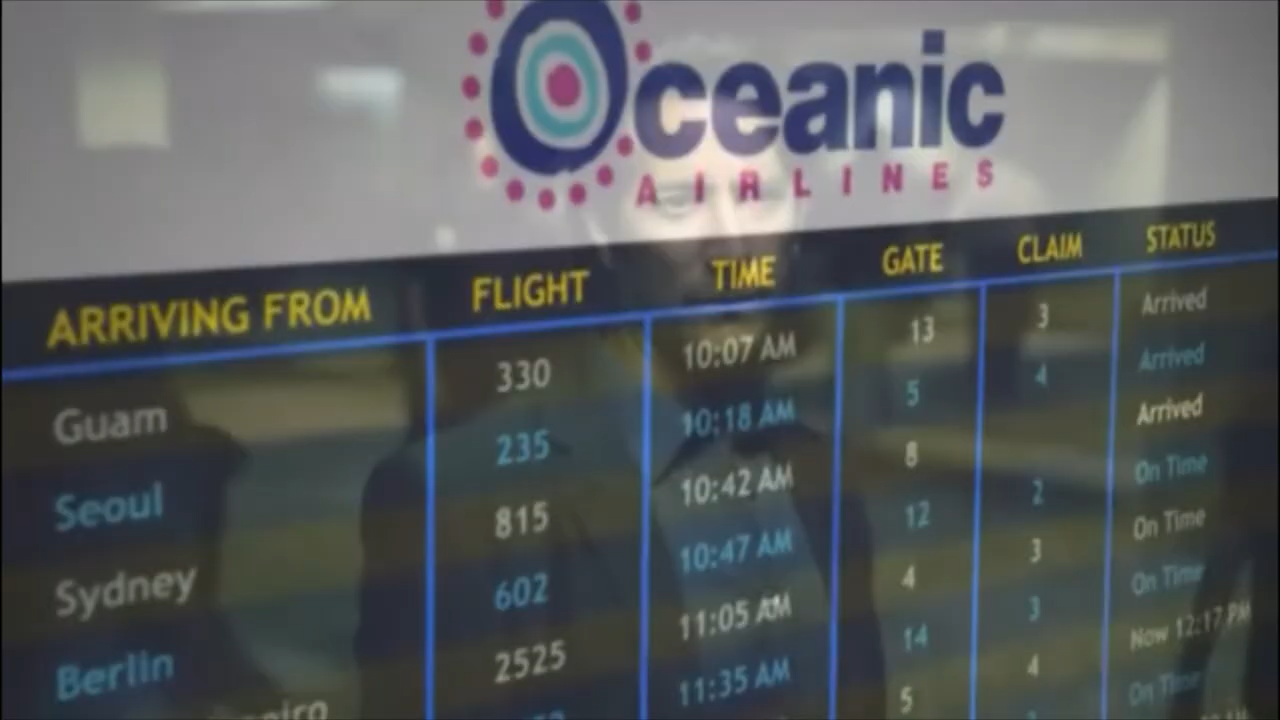 Oceanic
AIRLINES
ARRIVING FROM FLIGHT TIME GATE CLAIM STATUS
Guam 330 10:07 AM 13 3 Arrived
Seoul 235 10:18 AM 5 4 Arrived
Sydney 815 10:42 AM 8 Arrived
Berlin 602 10:47 AM 12 2 On Time
2525 11:05 AM 4 3 On Time
11:35 AM 14 3 On Time
5 4 Now 12:17 PM
On Time